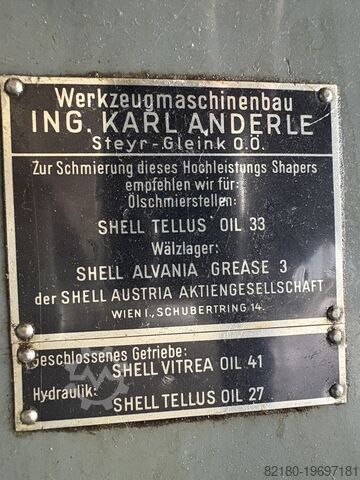 Werkzeugmaschinenbau
ING. KARL ANDERLE
Steyr-Gleink O.Ö.
Zur Schmierung dieses Hochleistungs Shapers
empfehlen wir für:
Ölschmierstellen:
SHELL TELLUS OIL 33
Wälzlager:
SHELL ALVANIA GREASE 3
der SHELL AUSTRIA AKTIENGESELLSCHAFT
WIEN I., SCHUBERTRING 14.
Geschlossenes Getriebe:
SHELL VITREA OIL 41
Hydraulik:
SHELL TELLUS OIL 27
82180-19697181